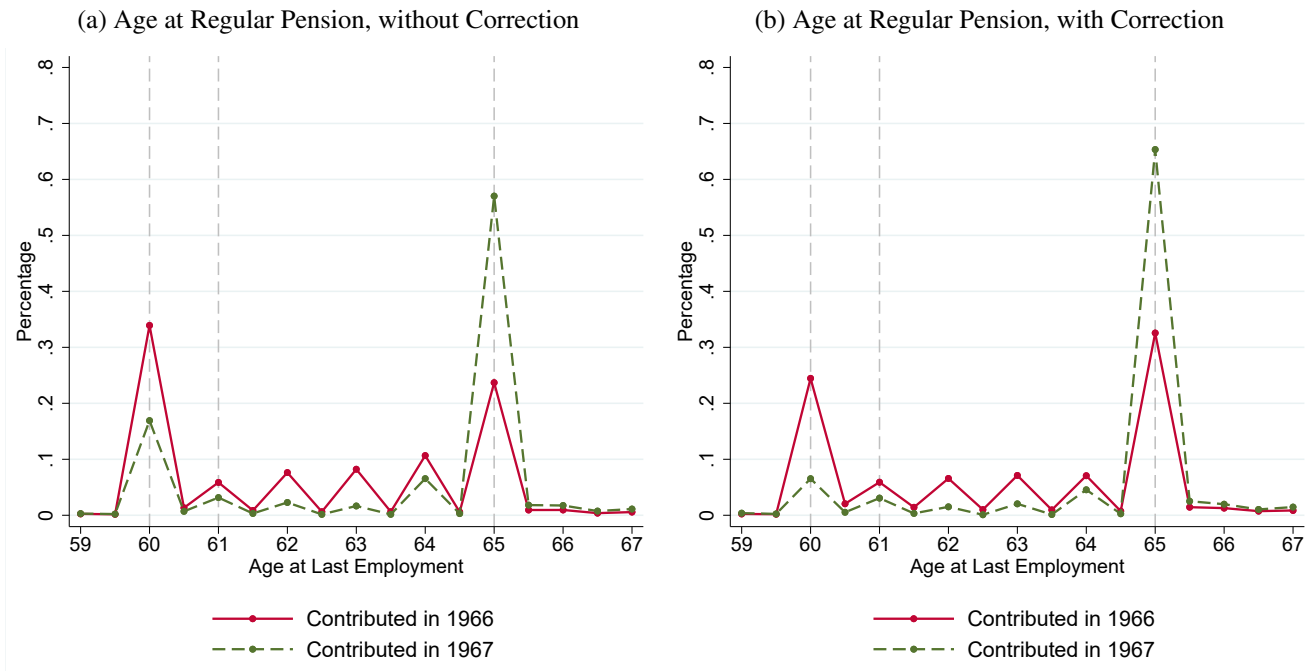 (a) Age at Regular Pension, without Correction
Percentage
.8
.7
.6
.5
.4
.3
.2
.1
0
59 60 61 62 63 64 65 66 67
Age at Last Employment
Contributed in 1966
Contributed in 1967
(b) Age at Regular Pension, with Correction
Percentage
.8
.7
.6
.5
.4
.3
.2
.1
0
59 60 61 62 63 64 65 66 67
Age at Last Employment
Contributed in 1966
Contributed in 1967